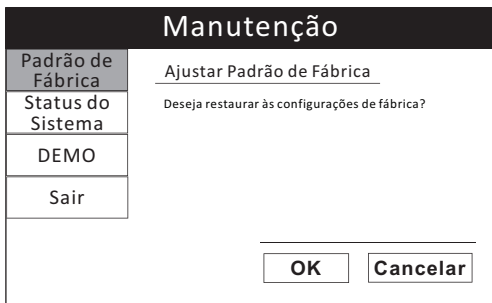 Manutenção
Padrão de
Fábrica
Ajustar Padrão de Fábrica
Status do
Sistema
Deseja restaurar às configurações de fábrica?
DEMO
Sair
OK
Cancelar